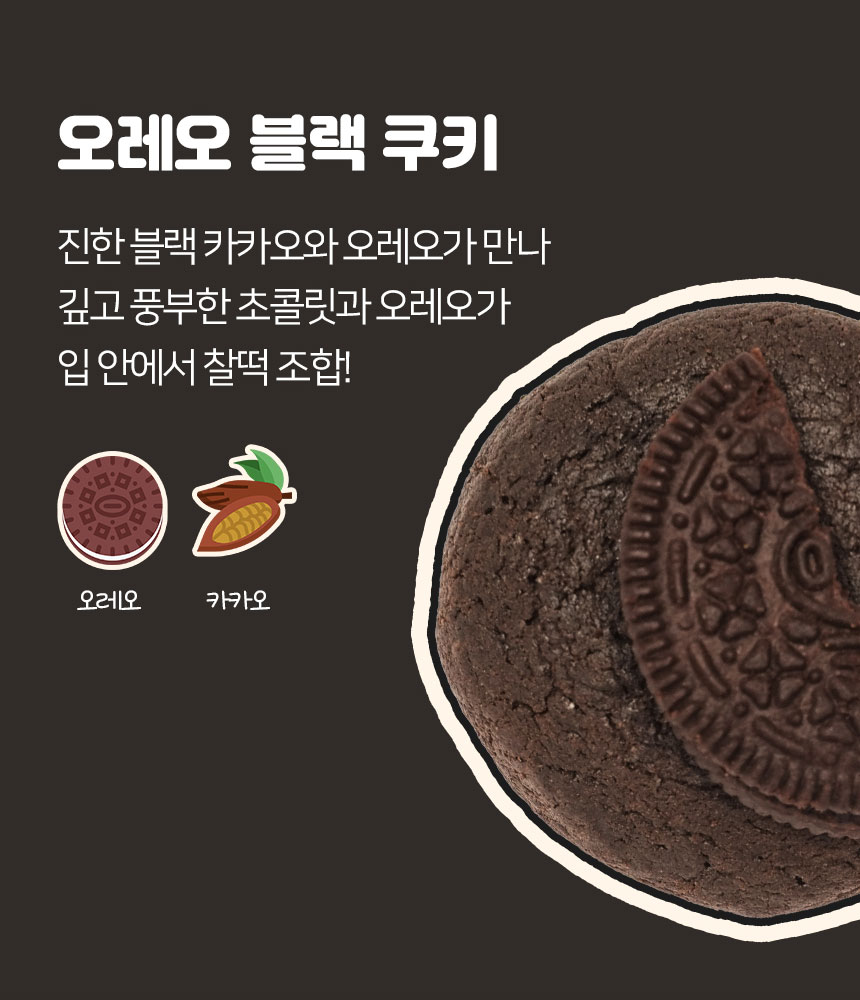 오레오 블랙 쿠키
진한 블랙 카카오와 오레오가 만나
깊고 풍부한 초콜릿과 오레오가
입 안에서 찰떡 조합!
오레오 카카오